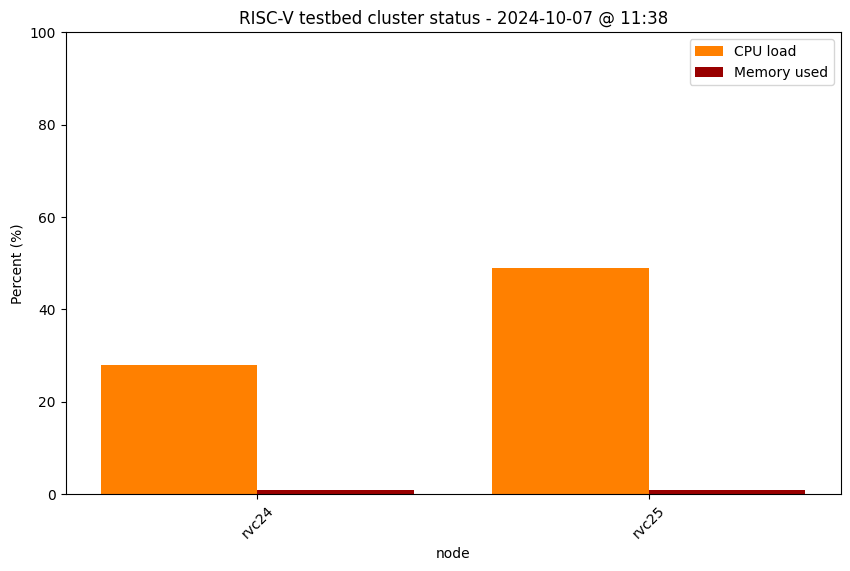 RISC-V testbed cluster status - 2024-10-07 @ 11:38
CPU load
Memory used
Percent (%)
100
80
60
40
20
0
rvc24
rvc25
node